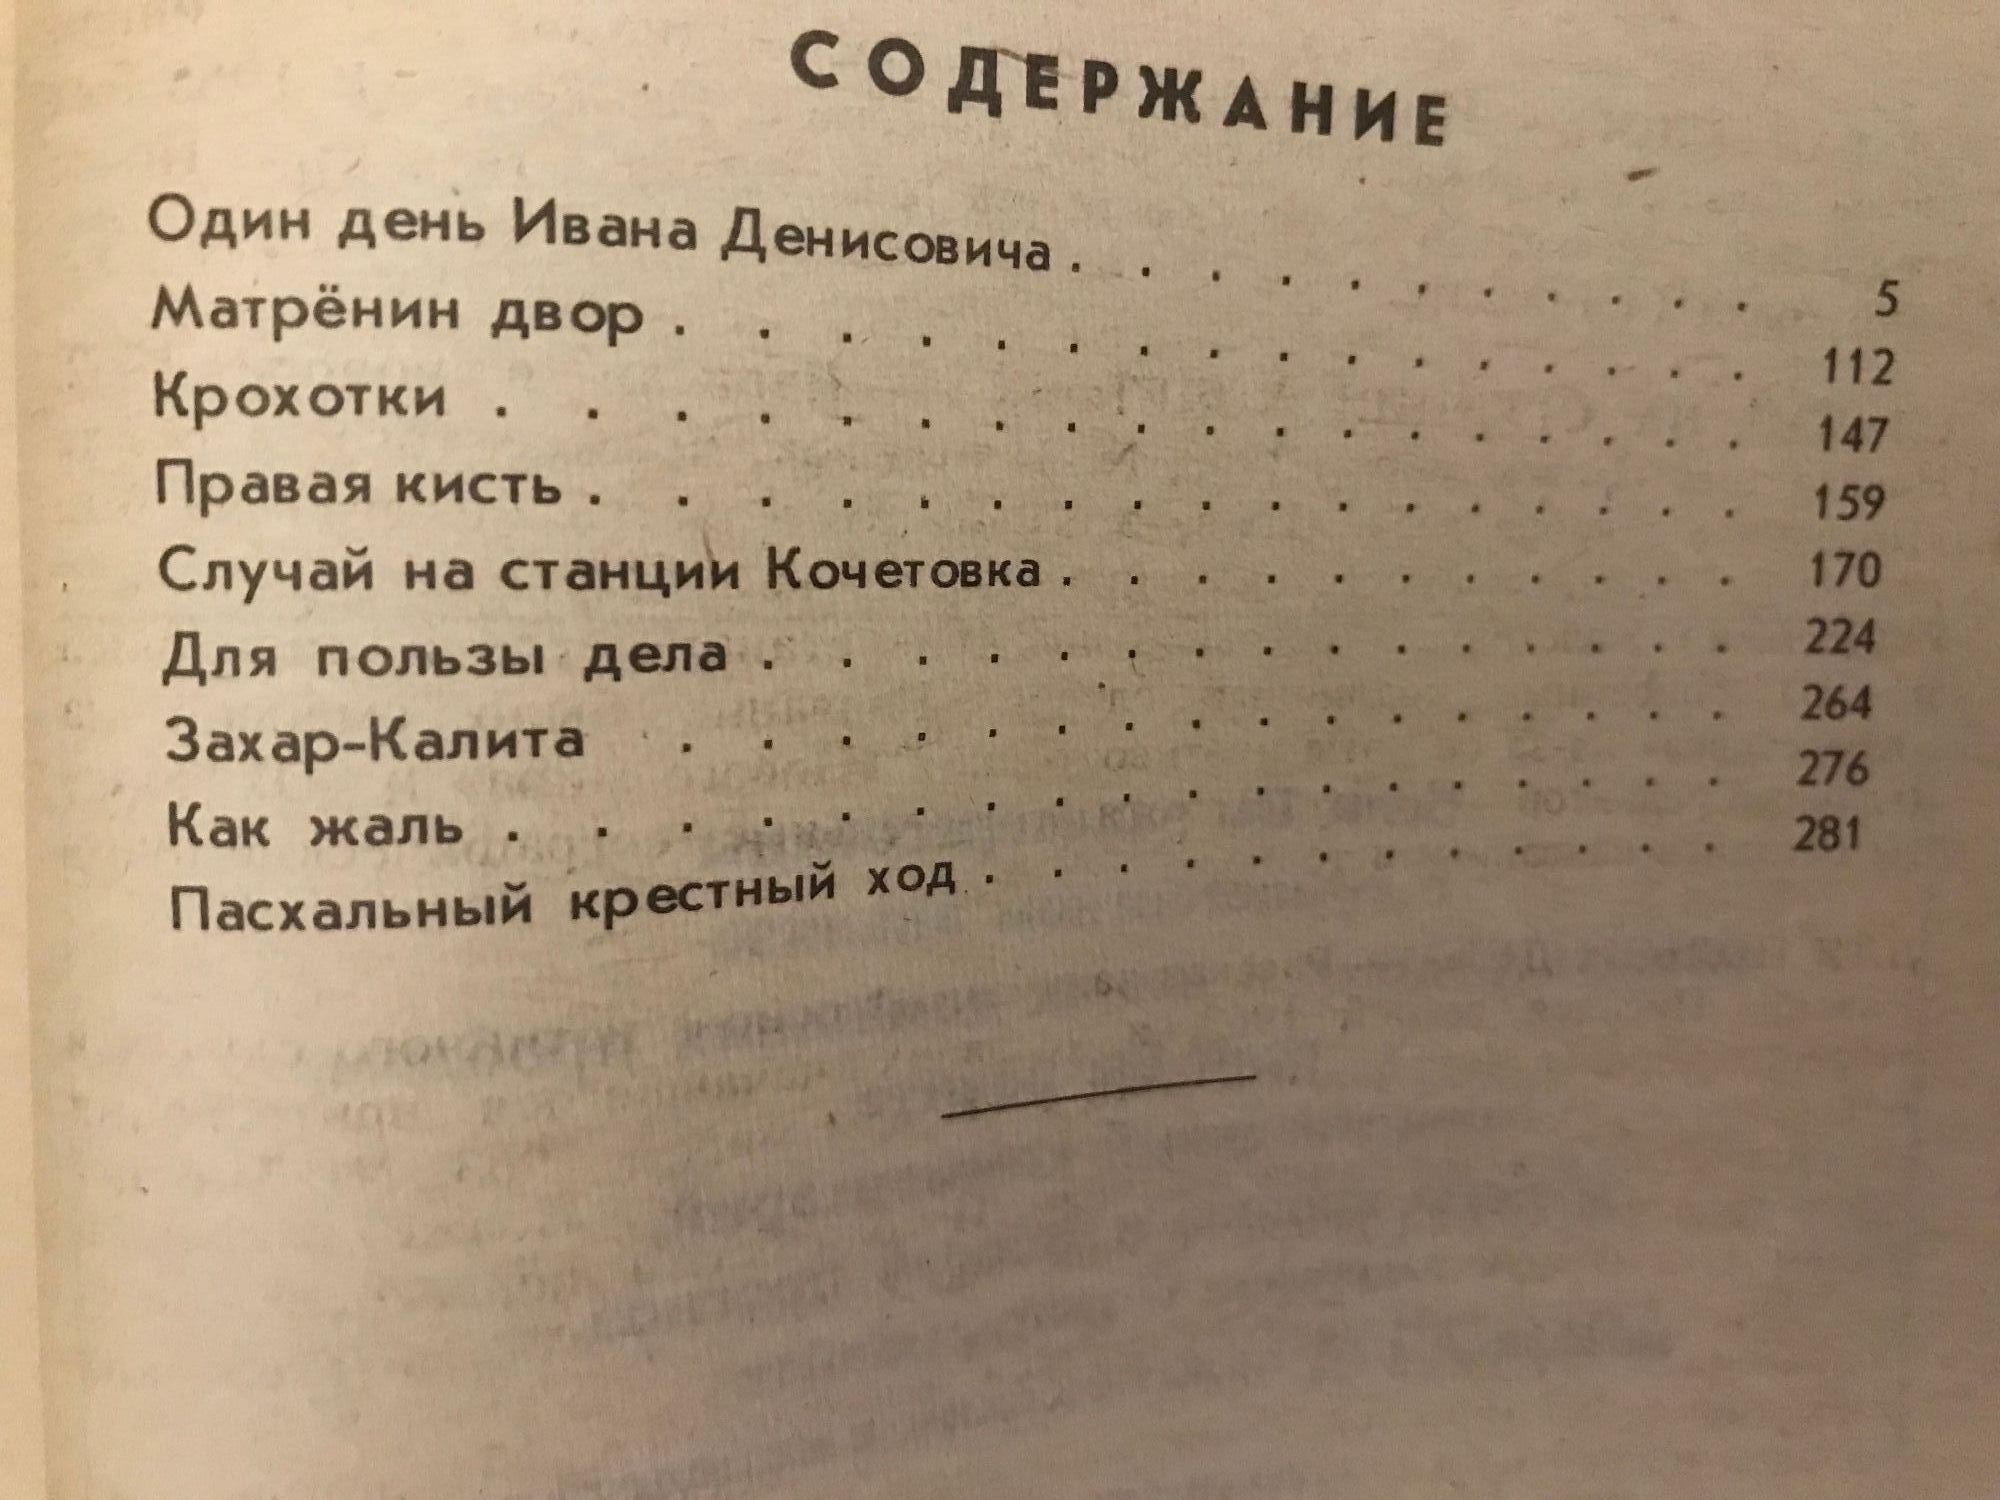 СОДЕРЖАНИЕ
Один день Ивана Денисовича . . . . . . . . . . . 5
Матрёнин двор . . . . . . . . . . . . . . . . 112
Крохотки . . . . . . . . . . . . . . . . . . 147
Правая кисть . . . . . . . . . . . . . . . . . 159
Случай на станции Кочетовка . . . . . . . . . . . 170
Для пользы дела . . . . . . . . . . . . . . . 224
Захар-Калита . . . . . . . . . . . . . . . . 264
Как жаль . . . . . . . . . . . . . . . . . . 276
Пасхальный крестный ход . . . . . . . . . . . . 281